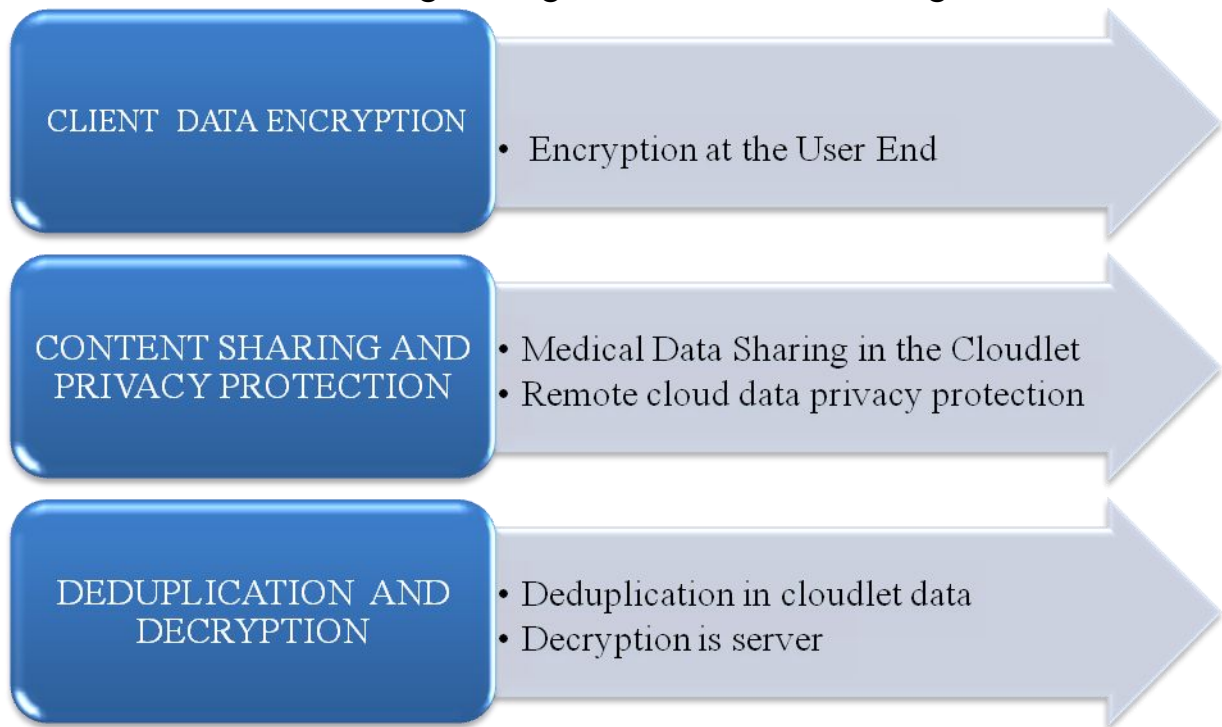 CLIENT DATA ENCRYPTION
• Encryption at the User End
CONTENT SHARING AND
PRIVACY PROTECTION
• Medical Data Sharing in the Cloudlet
• Remote cloud data privacy protection
DEDUPLICATION AND
DECRYPTION
• Deduplication in cloudlet data
• Decryption is server